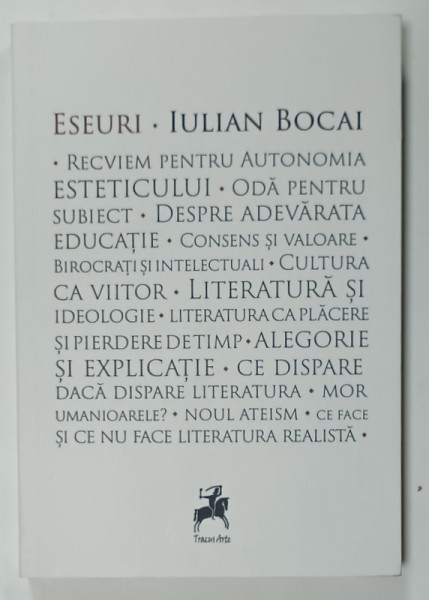 ESEURI • IULIAN BOCAI
• RECVIEM PENTRU AUTONOMIA
ESTETICULUI • ODĂ PENTRU
SUBIECT • DESPRE ADEVĂRATA
EDUCAȚIE • CONSENS ȘI VALOARE •
BIROCRAȚI ȘI INTELECTUALI • CULTURA
CA VIITOR • LITERATURĂ ȘI
IDEOLOGIE • LITERATURA CA PLĂCERE
ȘI PIERDERE DE TIMP • ALEGORIE
ȘI EXPLICAȚIE • CE DISPARE
DACĂ DISPARE LITERATURA • MOR
UMANIOARELE? • NOUL ATEISM • CE FACE
ȘI CE NU FACE LITERATURA REALISTĂ •
Tracus Arte